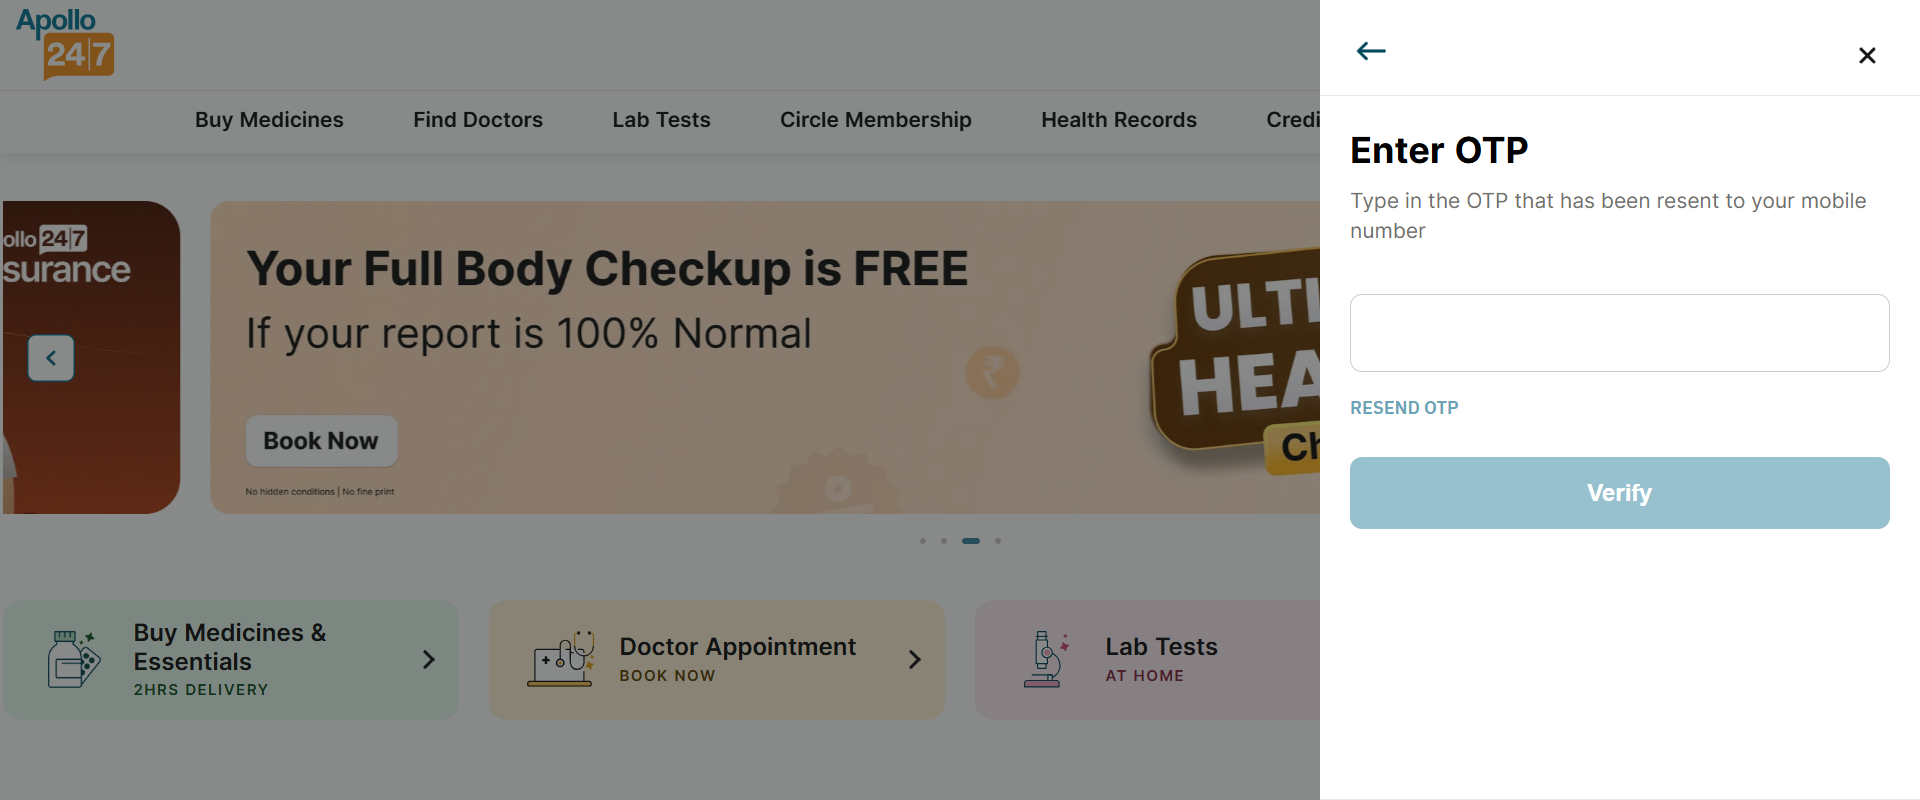 Apollo
24|7
Buy Medicines
Find Doctors
Lab Tests
Circle Membership
Health Records
Credi
ollo 24|7
surance
Your Full Body Checkup is FREE
If your report is 100% Normal
Book Now
No hidden conditions | No fine print
ULTI
HEA
Ch
Buy Medicines &
Essentials
2HRS DELIVERY
Doctor Appointment
BOOK NOW
Lab Tests
AT HOME
Enter OTP
Type in the OTP that has been resent to your mobile
number
RESEND OTP
Verify